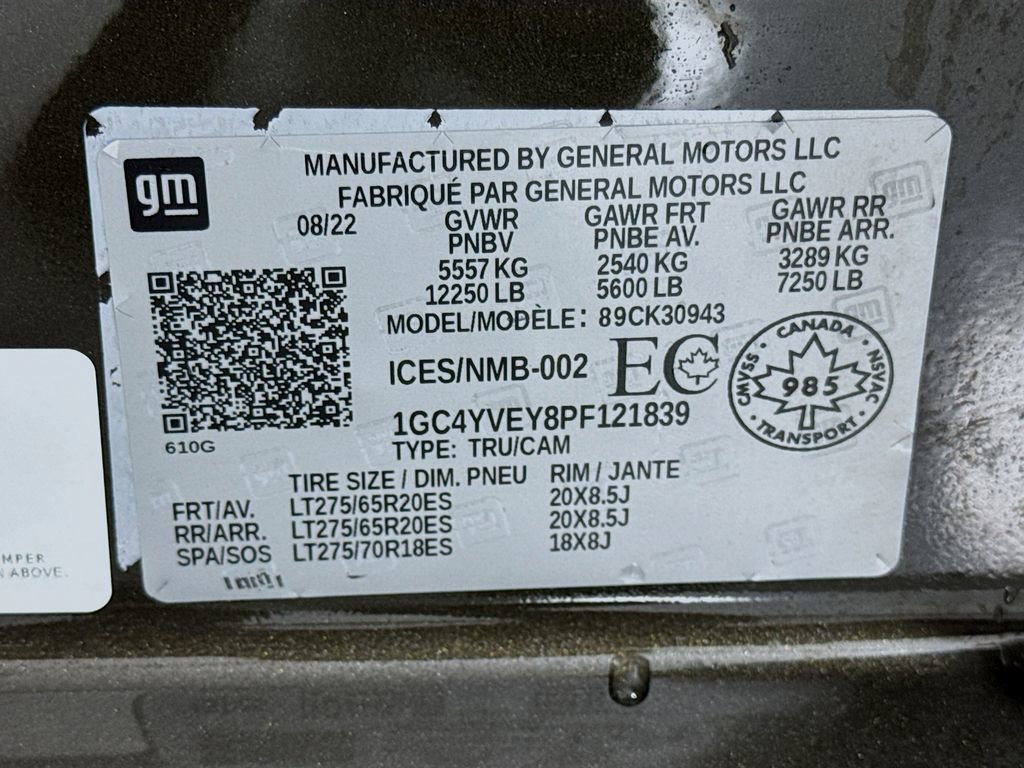 gm
MANUFACTURED BY GENERAL MOTORS LLC
FABRIQUÉ PAR GENERAL MOTORS LLC
08/22 GVWR GAWR FRT GAWR RR
PNBV PNBE AV. PNBE ARR.
5557 KG 2540 KG 3289 KG
12250 LB 5600 LB 7250 LB
MODEL/MODÈLE: 89CK30943
ICES/NMB-002 EC
CANADA
CMVSS 985 NSVAC
TRANSPORT
1GC4YVEY8PF121839
610G
TYPE: TRU/CAM
TIRE SIZE / DIM. PNEU RIM / JANTE
FRT/AV. LT275/65R20ES 20X8.5J
RR/ARR. LT275/65R20ES 20X8.5J
SPA/SOS LT275/70R18ES 18X8J
MPER
ABOVE.